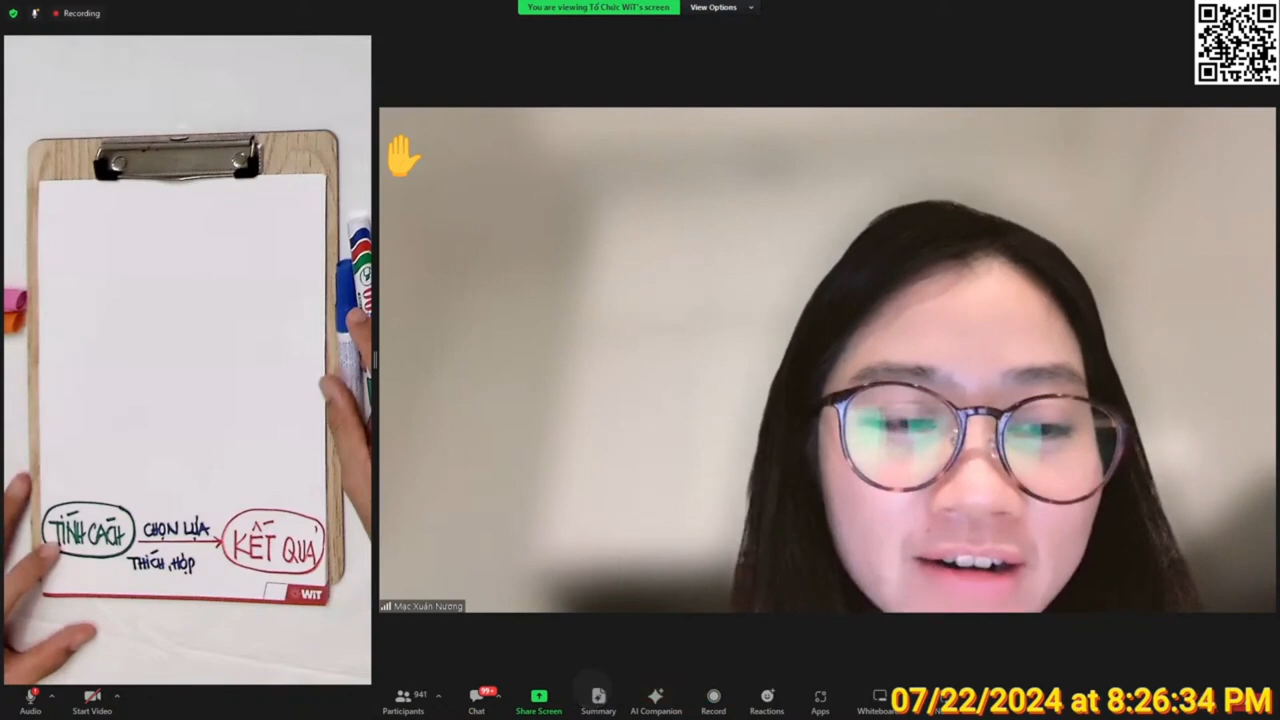 Recording
You are viewing Tổ Chức WiT's screen
View Options
TÍNH CÁCH
CHỌN LỰA
THÍCH HỢP
KẾT QUẢ
WiT
Mạc Xuân Nương
Audio
Start Video
941
Participants
99+
Chat
Share Screen
Summary
AI Companion
Record
Reactions
Apps
Whiteboards
07/22/2024 at 8:26:34 PM